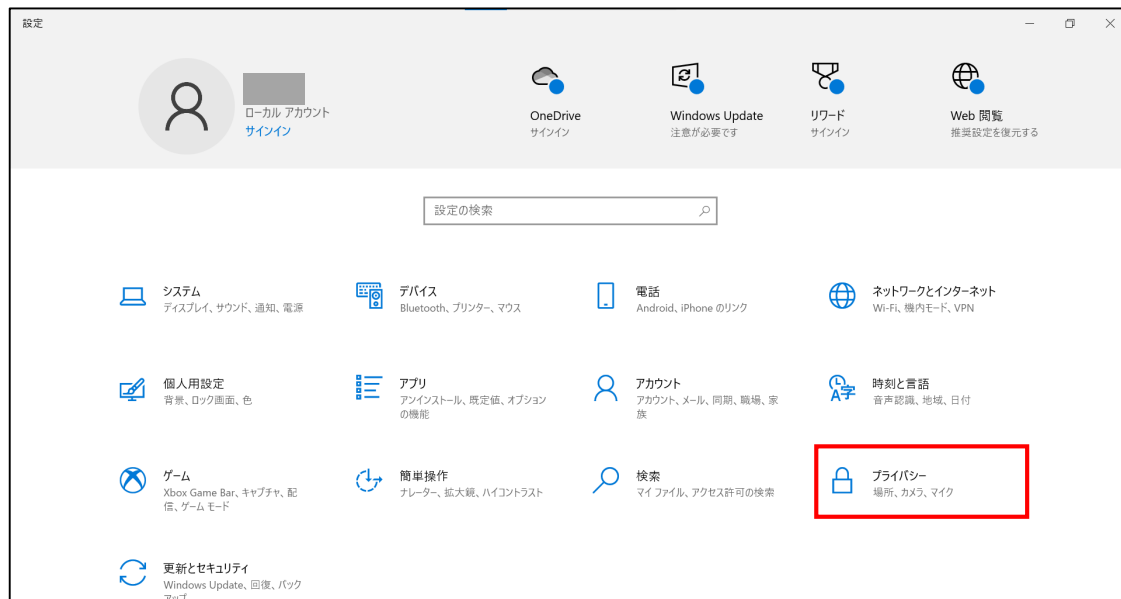 設定
ローカル アカウント
サインイン
OneDrive
サインイン
Windows Update
注意が必要です
リワード
サインイン
Web 閲覧
推奨設定を復元する
設定の検索
システム
ディスプレイ、サウンド、通知、電源
デバイス
Bluetooth、プリンター、マウス
電話
Android、iPhone のリンク
ネットワークとインターネット
Wi-Fi、機内モード、VPN
個人用設定
背景、ロック画面、色
アプリ
アンインストール、既定値、オプション
の機能
アカウント
アカウント、メール、同期、職場、家
族
時刻と言語
音声認識、地域、日付
ゲーム
Xbox Game Bar、キャプチャ、配
信、ゲーム モード
簡単操作
ナレーター、拡大鏡、ハイコントラスト
検索
マイ ファイル、アクセス許可の検索
プライバシー
場所、カメラ、マイク
更新とセキュリティ
Windows Update、回復、バック
アップ